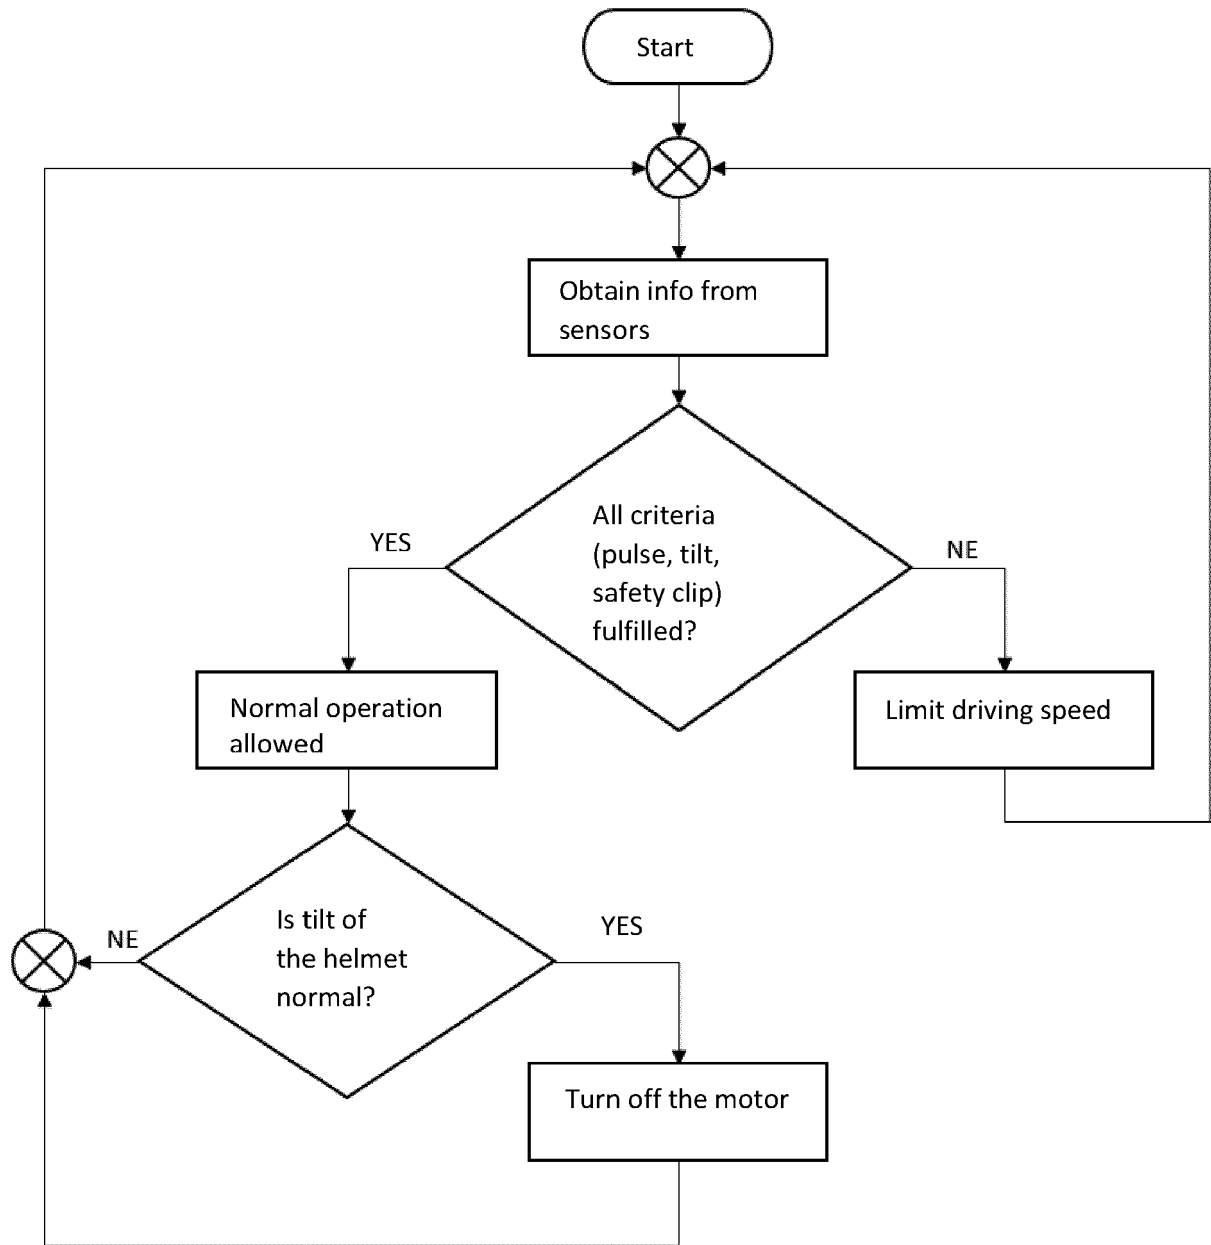 Start
Obtain info from
sensors
All criteria
(pulse, tilt,
safety clip)
fulfilled?
YES
NE
Normal operation
allowed
Limit driving speed
Is tilt of
the helmet
normal?
NE
YES
Turn off the motor